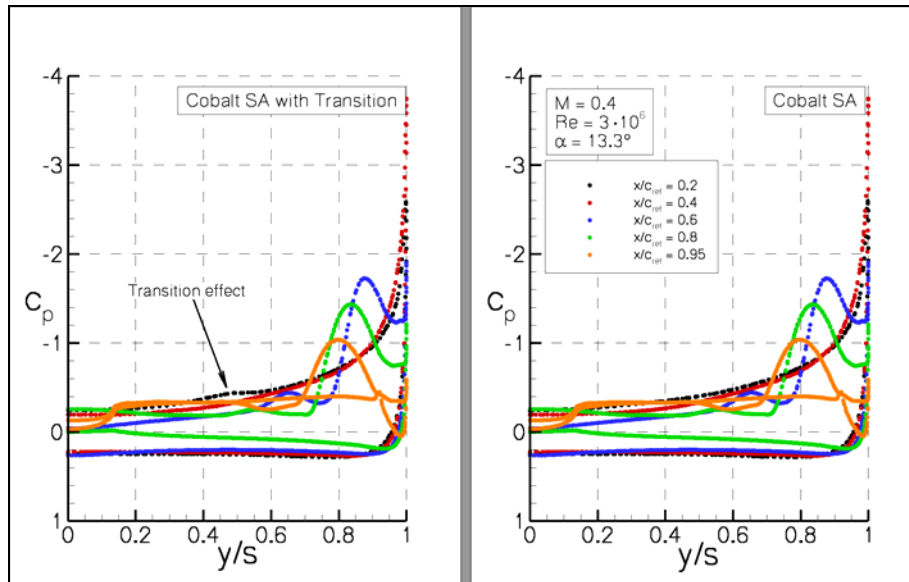 Cobalt SA with Transition
-4
-3
-2
-1
0
1
Cp
Transition effect
0
0.2
0.4
0.6
0.8
1
y/s
Cobalt SA
M = 0.4
Re = 3·10⁶
α = 13.3°
x/c_ref = 0.2
x/c_ref = 0.4
x/c_ref = 0.6
x/c_ref = 0.8
x/c_ref = 0.95
-4
-3
-2
-1
0
1
Cp
0
0.2
0.4
0.6
0.8
1
y/s